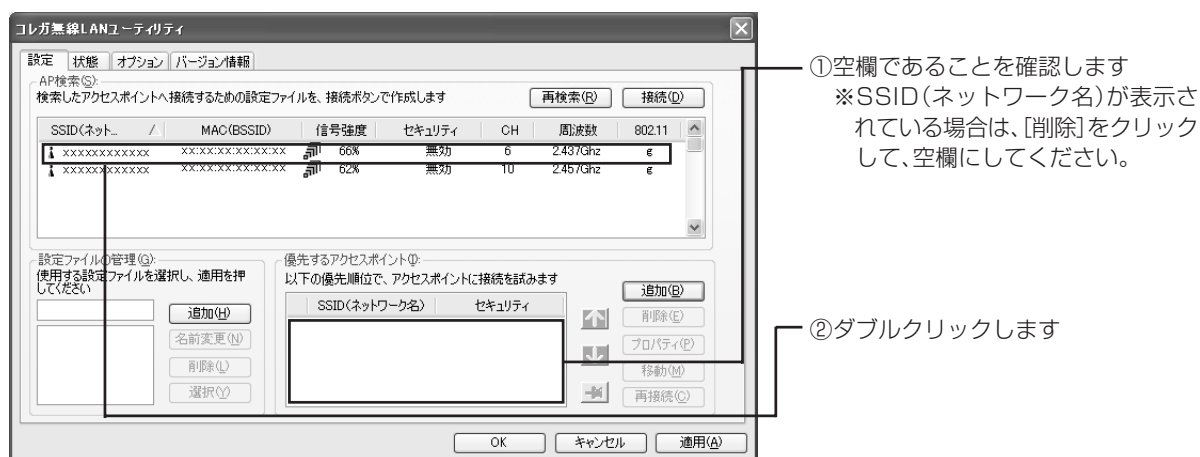 コレガ無線LANユーティリティ
設定 状態 オプション バージョン情報
AP検索(S):
検索したアクセスポイントへ接続するための設定ファイルを、接続ボタンで作成します 再検索(R) 接続(D)
SSID(ネット... MAC(BSSID) 信号強度 セキュリティ CH 周波数 802.11
xxxxxxxxxxxx xx:xx:xx:xx:xx:xx 66% 無効 6 2.437Ghz g
xxxxxxxxxxxx xx:xx:xx:xx:xx:xx 62% 無効 10 2.457Ghz g
設定ファイルの管理(G):
使用する設定ファイルを選択し、適用を押
してください
追加(H)
名前変更(N)
削除(L)
選択(Y)
優先するアクセスポイント(I):
以下の優先順位で、アクセスポイントに接続を試みます
SSID(ネットワーク名) セキュリティ
追加(B)
削除(E)
プロパティ(P)
移動(M)
再接続(C)
OK キャンセル 適用(A)
①空欄であることを確認します
※SSID(ネットワーク名)が表示さ
れている場合は、[削除]をクリック
して、空欄にしてください。
②ダブルクリックします